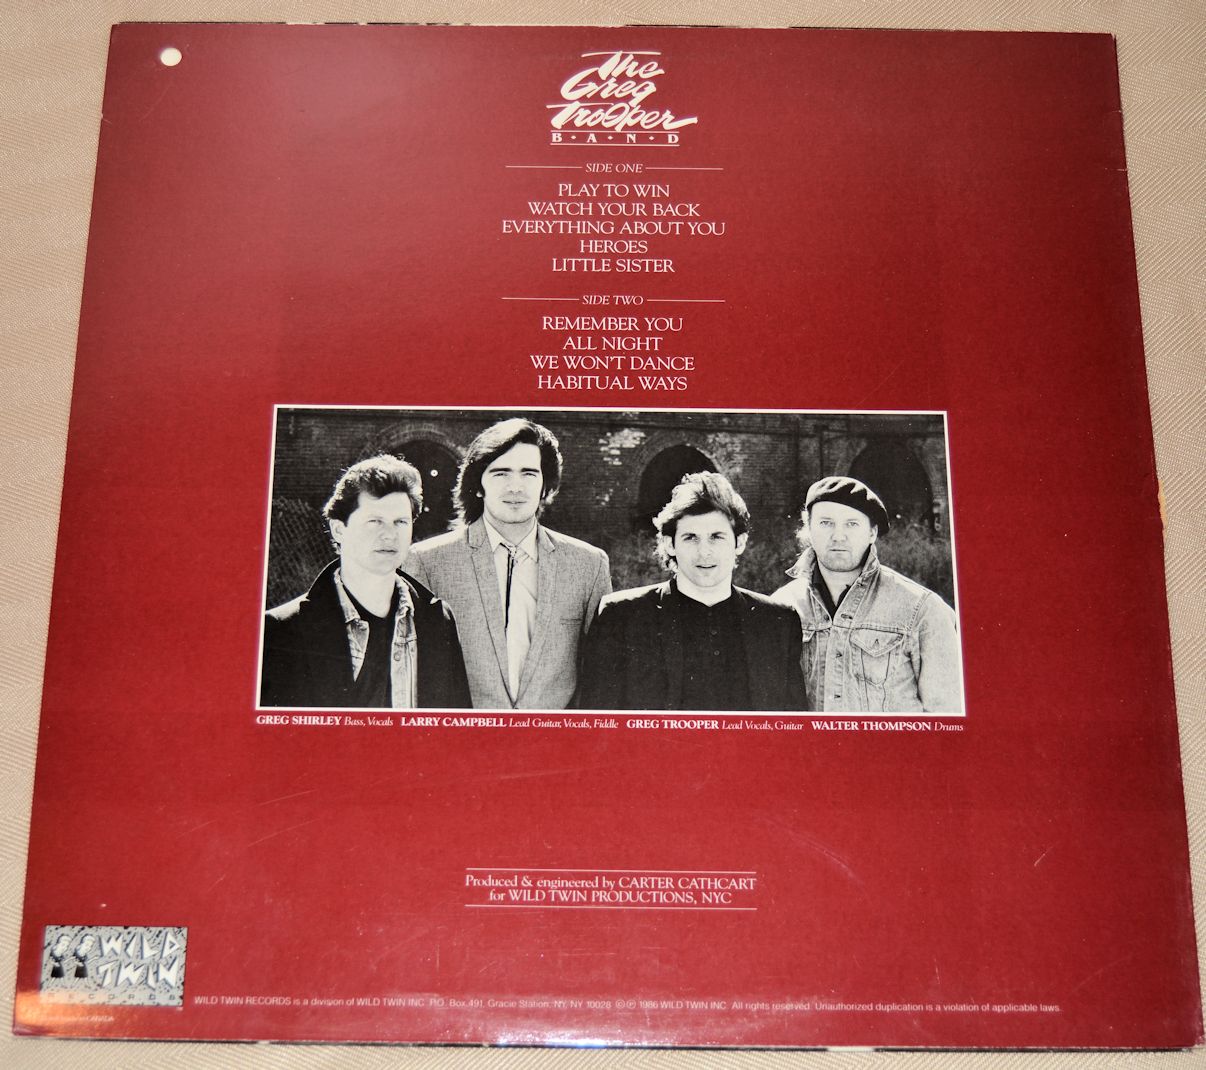 The
Greg
Trooper
B·A·N·D
SIDE ONE
PLAY TO WIN
WATCH YOUR BACK
EVERYTHING ABOUT YOU
HEROES
LITTLE SISTER
SIDE TWO
REMEMBER YOU
ALL NIGHT
WE WON'T DANCE
HABITUAL WAYS
GREG SHIRLEY Bass, Vocals LARRY CAMPBELL Lead Guitar, Vocals, Fiddle GREG TROOPER Lead Vocals, Guitar WALTER THOMPSON Drums
Produced & engineered by CARTER CATHCART
for WILD TWIN PRODUCTIONS, NYC
WILD
TWIN
RECORDS
WILD TWIN RECORDS is a division of WILD TWIN INC. P.O. Box 491, Gracie Station, NY, NY 10028 ©℗ 1986 WILD TWIN INC. All rights reserved. Unauthorized duplication is a violation of applicable laws.
CANADA